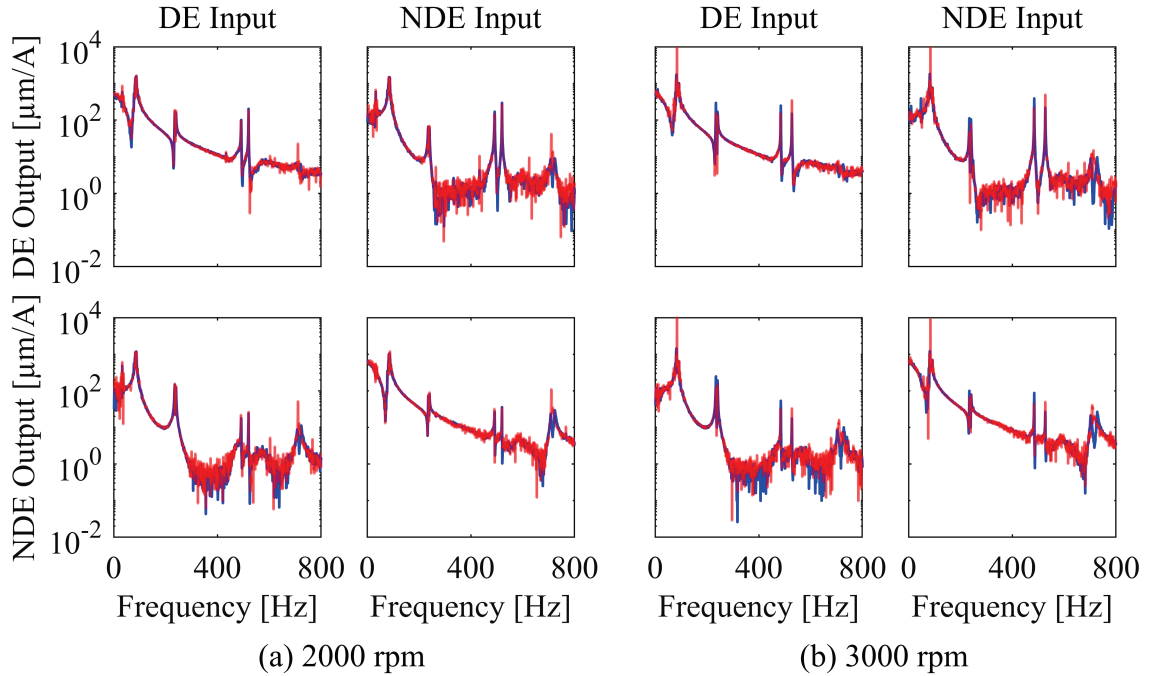 DE Input NDE Input DE Input NDE Input
DE Output [µm/A]
10^4
10^2
10^0
10^-2
NDE Output [µm/A]
10^4
10^2
10^0
10^-2
0 400 800 0 400 800 0 400 800 0 400 800
Frequency [Hz] Frequency [Hz] Frequency [Hz] Frequency [Hz]
(a) 2000 rpm (b) 3000 rpm